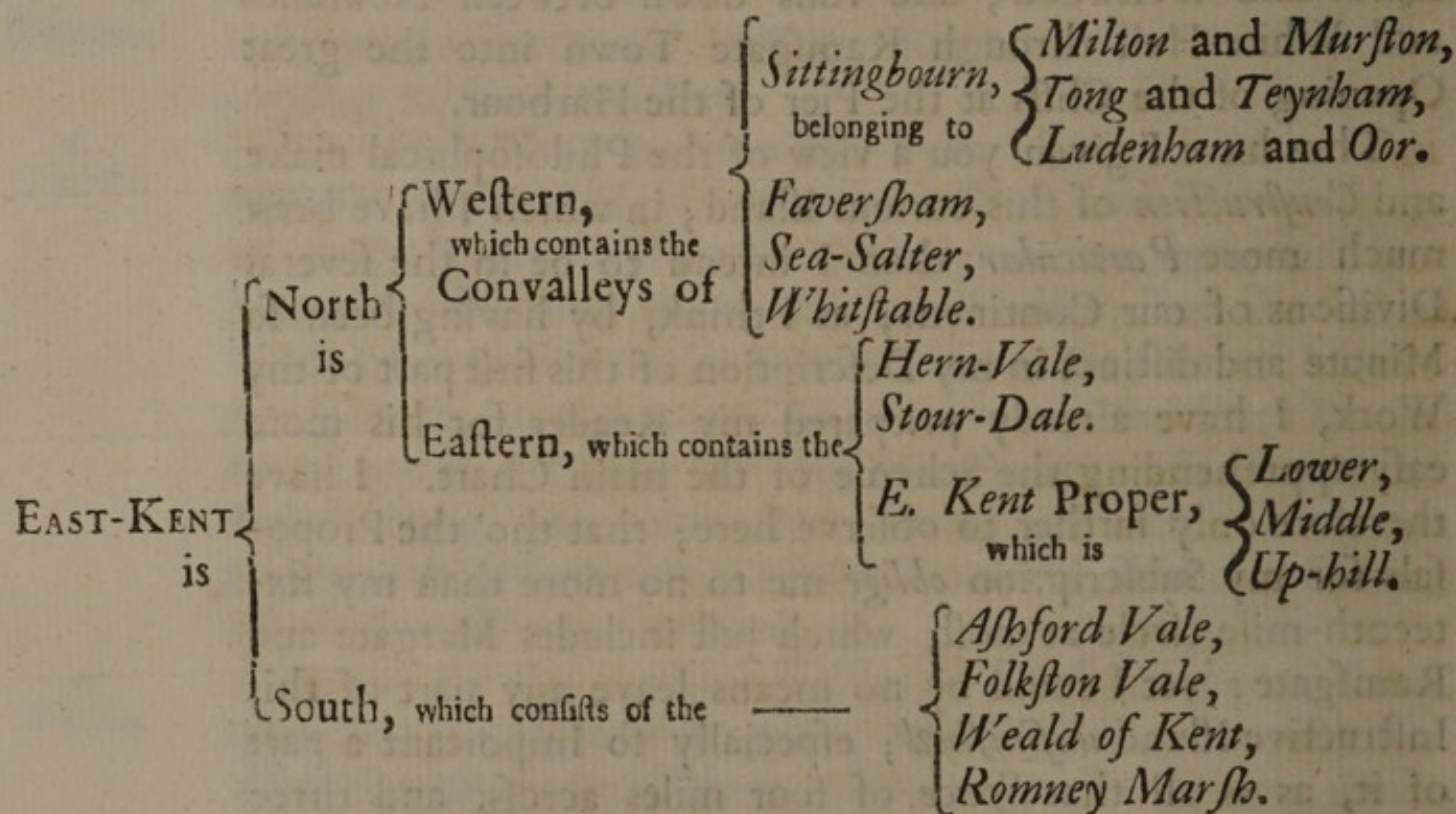 EAST-KENT
is
North
is
Weſtern,
which contains the
Convalleys of
Sittingbourn,
belonging to
Milton and Murſton,
Tong and Teynham,
Ludenham and Oor.
Faverſham,
Sea-Salter,
Whitſtable.
Eaſtern, which contains the
Hern-Vale,
Stour-Dale.
E. Kent Proper,
which is
Lower,
Middle,
Up-hill.
South, which conſiſts of the ——
Aſhford Vale,
Folkſton Vale,
Weald of Kent,
Romney Marſh.